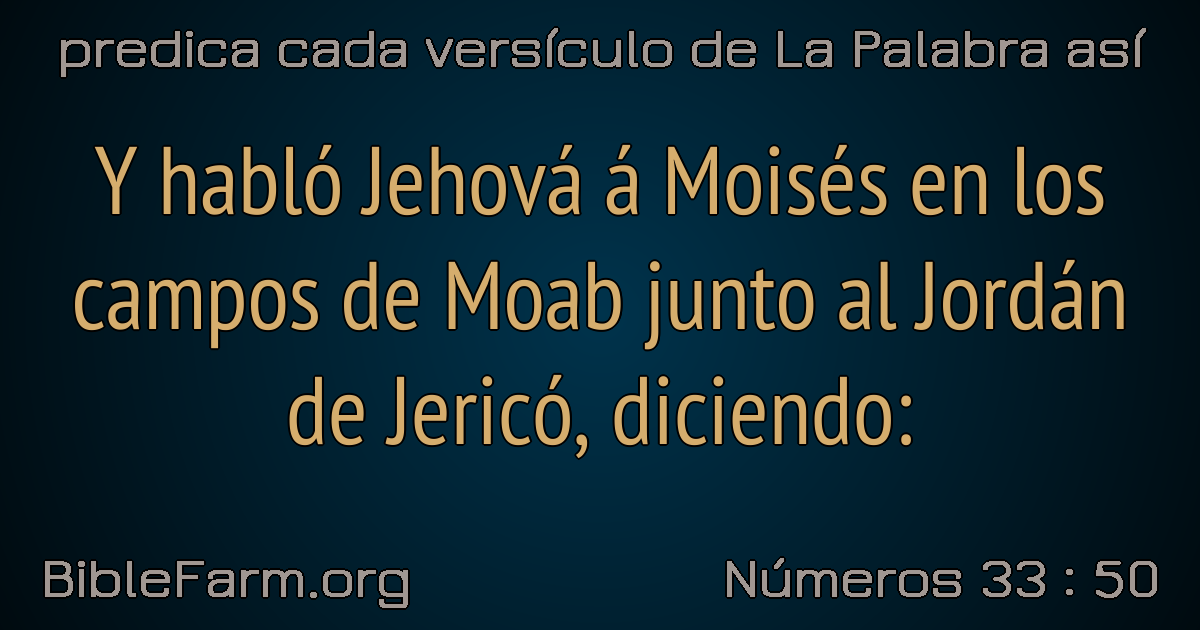 predica cada versículo de La Palabra así
Y habló Jehová á Moisés en los
campos de Moab junto al Jordán
de Jericó, diciendo:
BibleFarm.org
Números 33 : 50